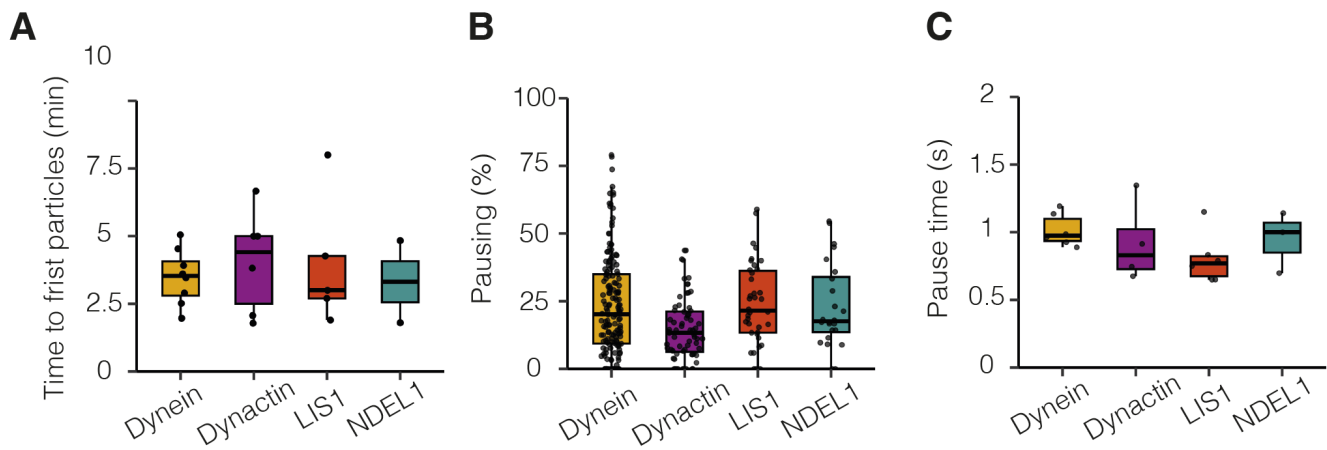 A
Time to frist particles (min)
10
7.5
5
2.5
0
Dynein
Dynactin
LIS1
NDEL1
B
Pausing (%)
100
75
50
25
0
Dynein
Dynactin
LIS1
NDEL1
C
Pause time (s)
2
1.5
1
0.5
0
Dynein
Dynactin
LIS1
NDEL1